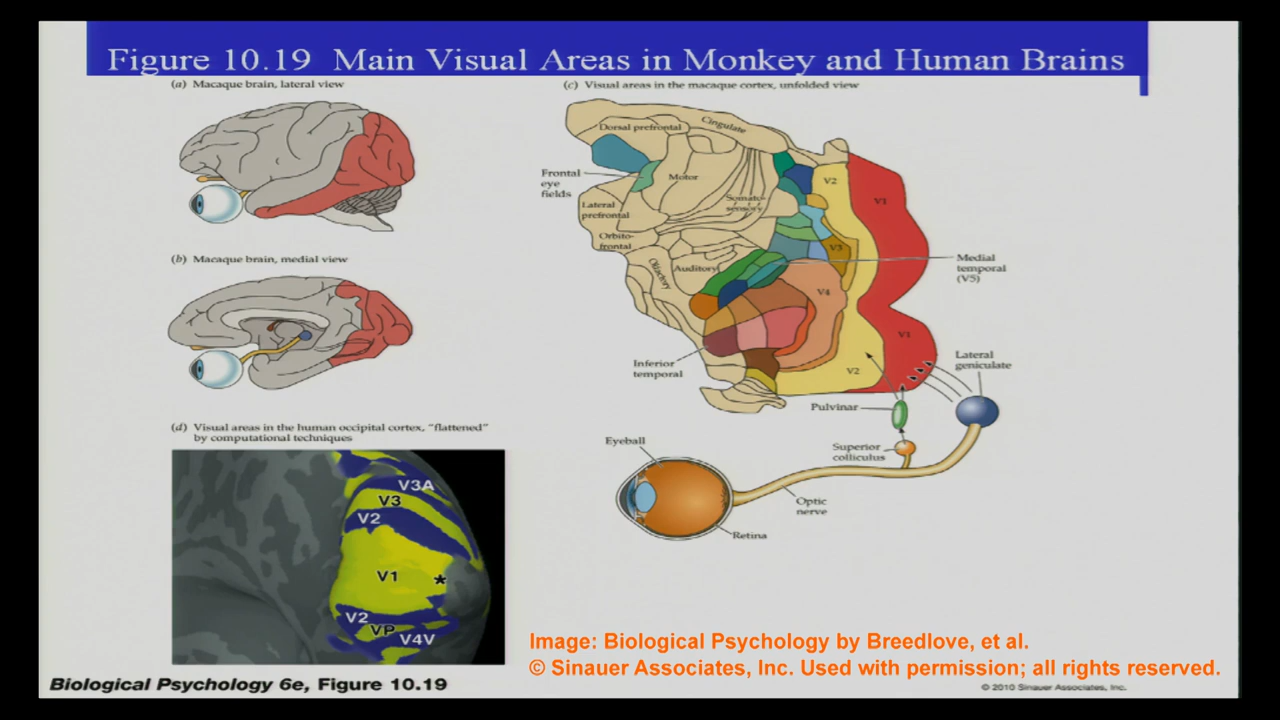 Figure 10.19 Main Visual Areas in Monkey and Human Brains
(a) Macaque brain, lateral view
(b) Macaque brain, medial view
(c) Visual areas in the macaque cortex, unfolded view
Dorsal prefrontal
Cingulate
Frontal
eye
fields
Motor
Lateral
prefrontal
Somato-
sensory
Orbito-
frontal
Olfactory
Auditory
V2
V1
V3
Medial
temporal
(V5)
V4
V1
Inferior
temporal
V2
Lateral
geniculate
Pulvinar
Superior
colliculus
Eyeball
Optic
nerve
Retina
(d) Visual areas in the human occipital cortex, "flattened"
by computational techniques
V3A
V3
V2
V1
*
V2
VP
V4V
Image: Biological Psychology by Breedlove, et al.
© Sinauer Associates, Inc. Used with permission; all rights reserved.
Biological Psychology 6e, Figure 10.19
© 2010 Sinauer Associates, Inc.